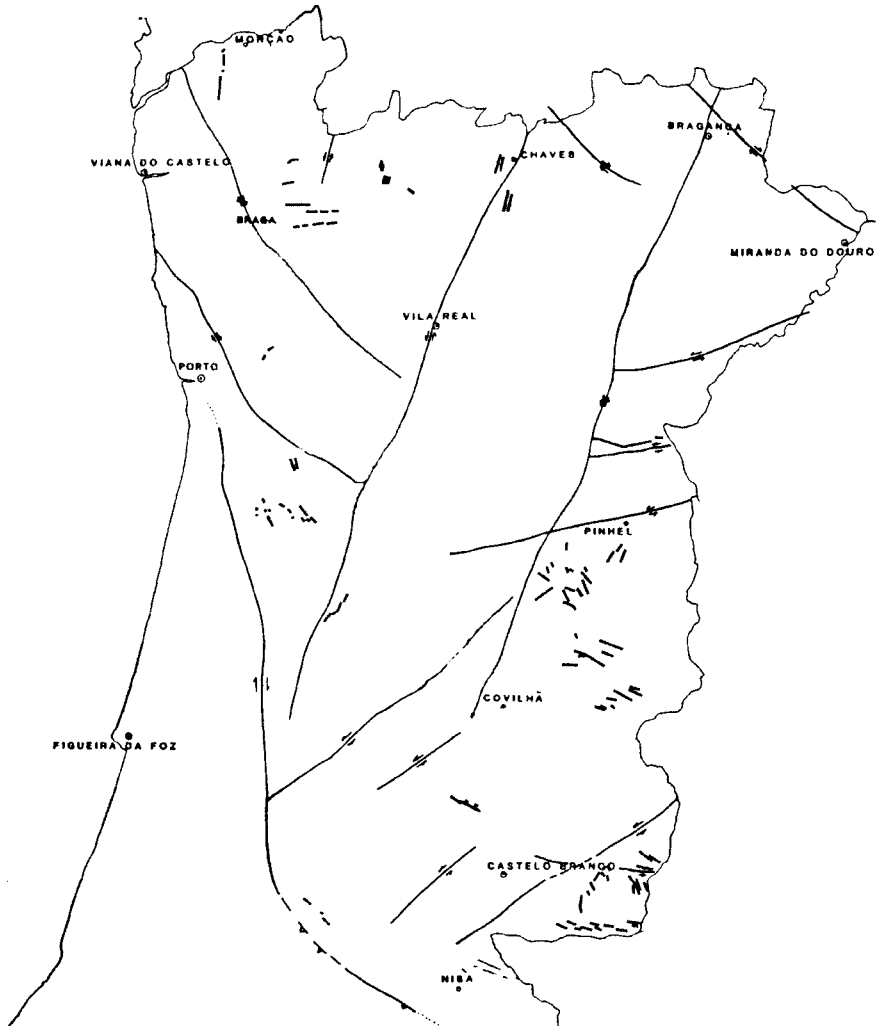 MONÇÃO
BRAGANÇA
CHAVES
VIANA DO CASTELO
BRAGA
MIRANDA DO DOURO
VILA REAL
PORTO
PINHEL
COVILHÃ
FIGUEIRA DA FOZ
CASTELO BRANCO
NISA